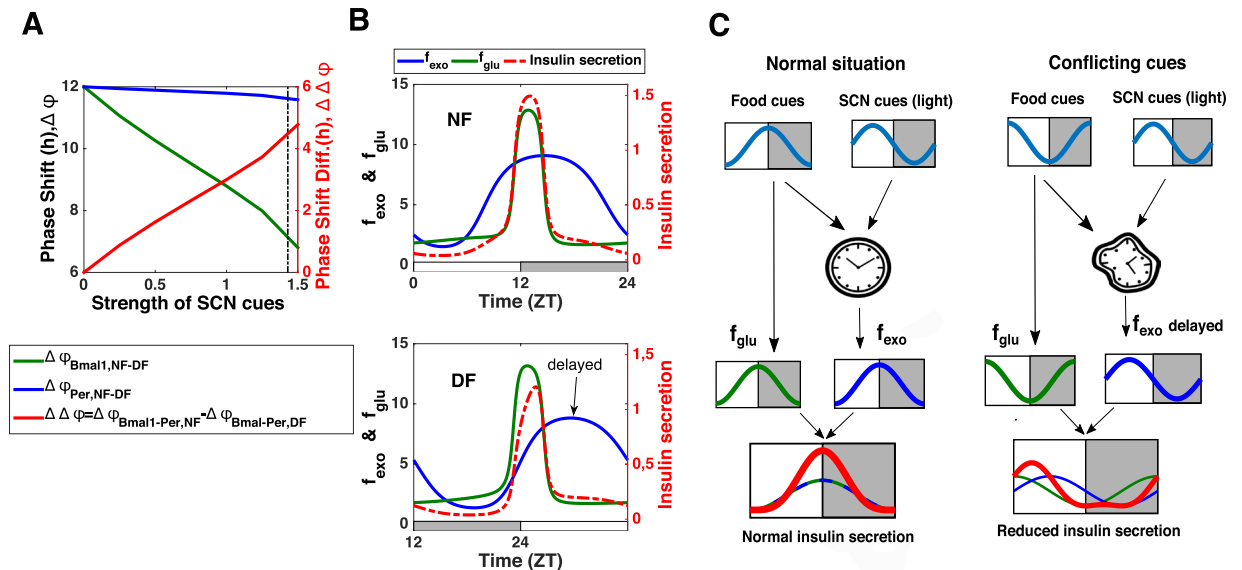 A
Phase Shift (h), Δ φ
12
10
8
6
0
0.5
1
1.5
Strength of SCN cues
6
4
2
0
Phase Shift Diff.(h), Δ Δ φ
Δ φBmal1,NF-DF
Δ φPer,NF-DF
Δ Δ φ=Δ φBmal1-Per,NF-Δ φBmal-Per,DF
B
fexo fglu Insulin secretion
NF
fexo & fglu
15
10
5
0
0
12
24
Time (ZT)
1.5
1
0.5
0
Insulin secretion
DF
delayed
fexo & fglu
15
10
5
0
12
24
Time (ZT)
1,5
1
0,5
0
Insulin secretion
C
Normal situation
Food cues
SCN cues (light)
fglu
fexo
Normal insulin secretion
Conflicting cues
Food cues
SCN cues (light)
fglu
fexo delayed
Reduced insulin secretion